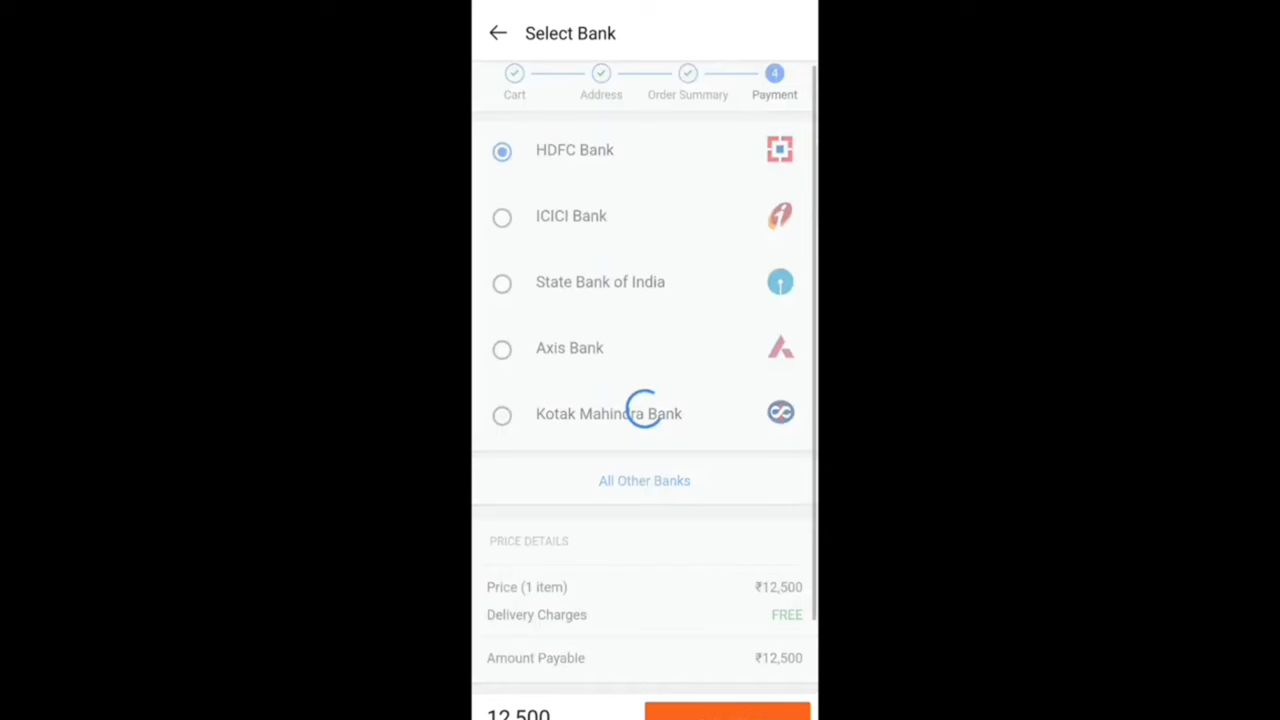 Select Bank
4
Cart
Address
Order Summary
Payment
HDFC Bank
ICICI Bank
State Bank of India
Axis Bank
Kotak Mahindra Bank
All Other Banks
PRICE DETAILS
Price (1 item) ₹12,500
Delivery Charges FREE
Amount Payable ₹12,500
12,500